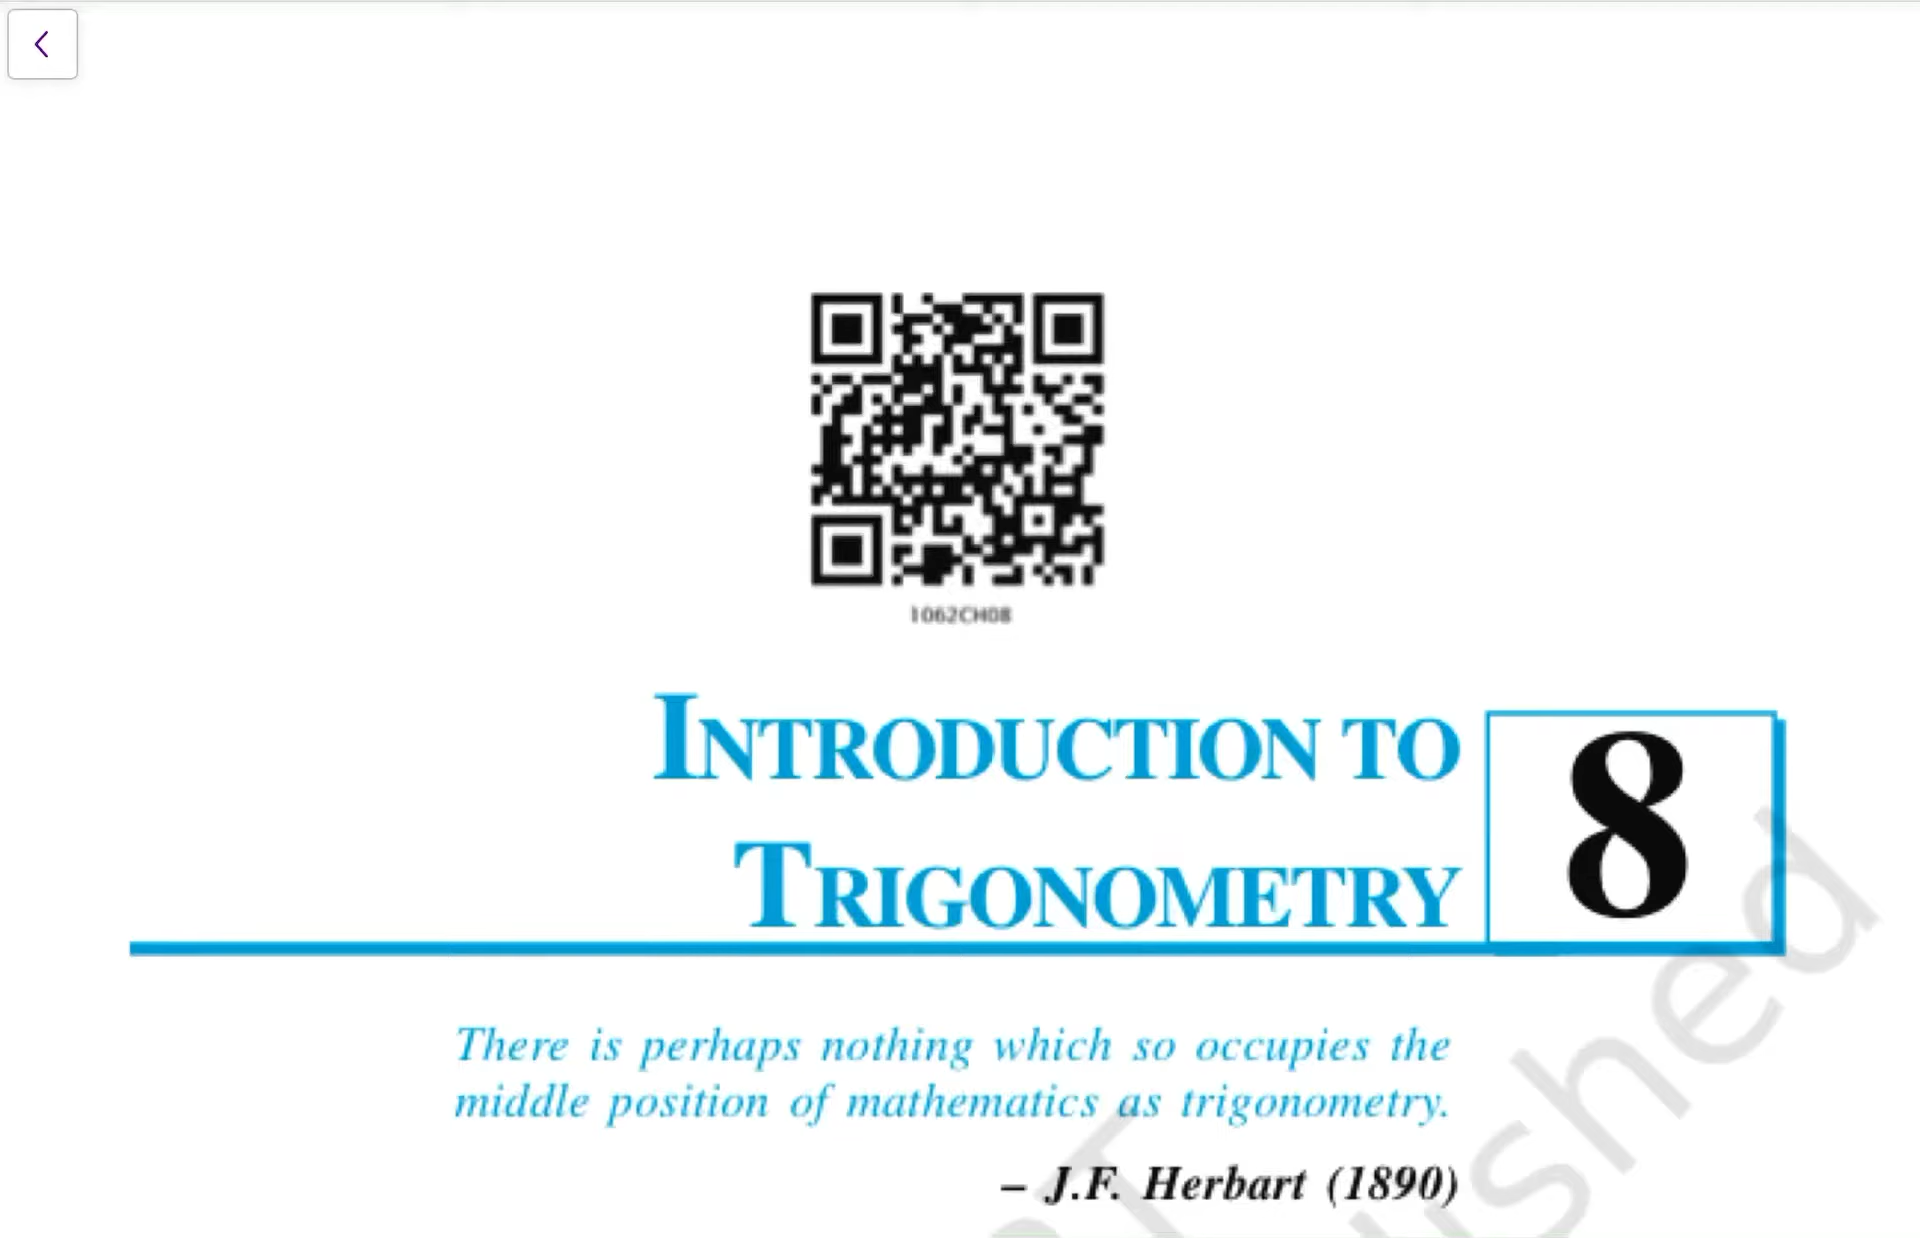 1062CH08
INTRODUCTION TO
TRIGONOMETRY
8
There is perhaps nothing which so occupies the
middle position of mathematics as trigonometry.
– J.F. Herbart (1890)